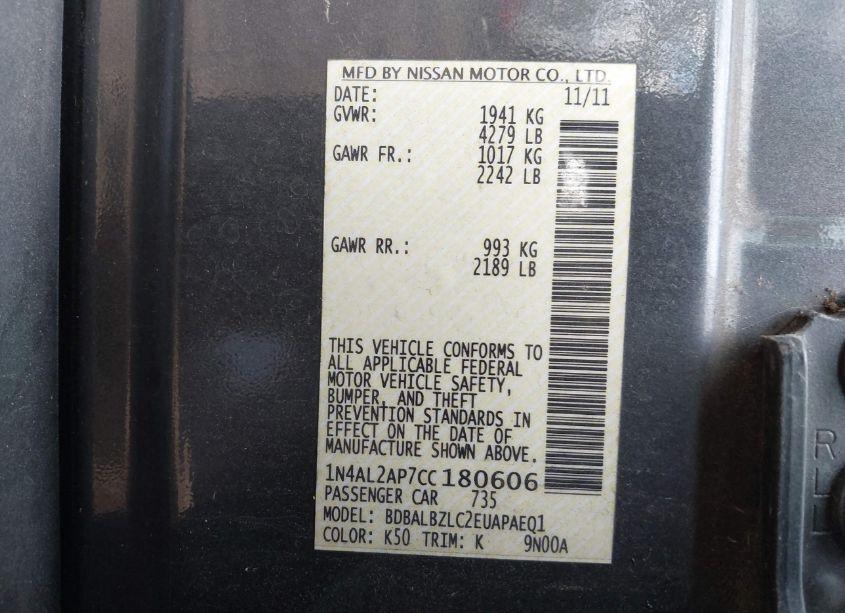 MFD BY NISSAN MOTOR CO., LTD.
DATE: 11/11
GVWR: 1941 KG
4279 LB
GAWR FR.: 1017 KG
2242 LB
GAWR RR.: 993 KG
2189 LB
THIS VEHICLE CONFORMS TO
ALL APPLICABLE FEDERAL
MOTOR VEHICLE SAFETY,
BUMPER, AND THEFT
PREVENTION STANDARDS IN
EFFECT ON THE DATE OF
MANUFACTURE SHOWN ABOVE.
1N4AL2AP7CC180606
PASSENGER CAR 735
MODEL: BDBALBZLC2EUAPAEQ1
COLOR: K50 TRIM: K 9N00A